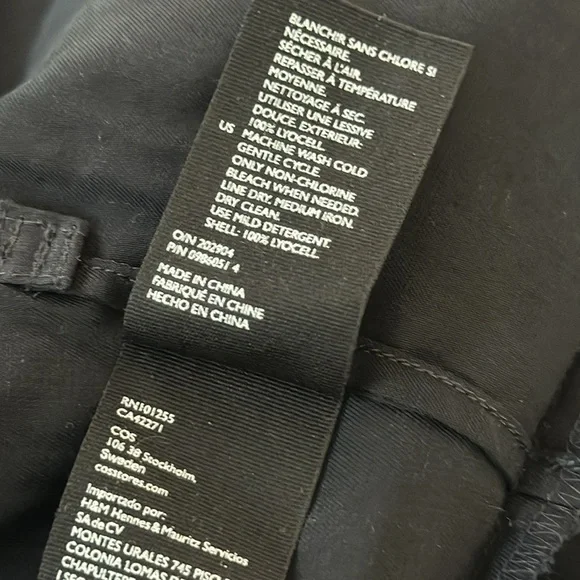 BLANCHIR SANS CHLORE SI
NÉCESSAIRE.
SÉCHER À L'AIR.
REPASSER À TEMPÉRATURE
MOYENNE.
NETTOYAGE À SEC.
UTILISER UNE LESSIVE
DOUCE. EXTERIEUR:
100% LYOCELL.
US MACHINE WASH COLD
GENTLE CYCLE.
ONLY NON-CHLORINE
BLEACH WHEN NEEDED.
LINE DRY, MEDIUM IRON.
DRY CLEAN.
USE MILD DETERGENT.
SHELL: 100% LYOCELL.
O/N 202904
P/N 0986051 4
MADE IN CHINA
FABRIQUÉ EN CHINE
HECHO EN CHINA
RN101255
CA42271
COS
106 38 Stockholm,
Sweden
cosstores.com
Importado por:
H&M Hennes & Mauritz Servicios
SA de CV
MONTES URALES 745 PISO
COLONIA LOMAS
CHAPULTEPEC